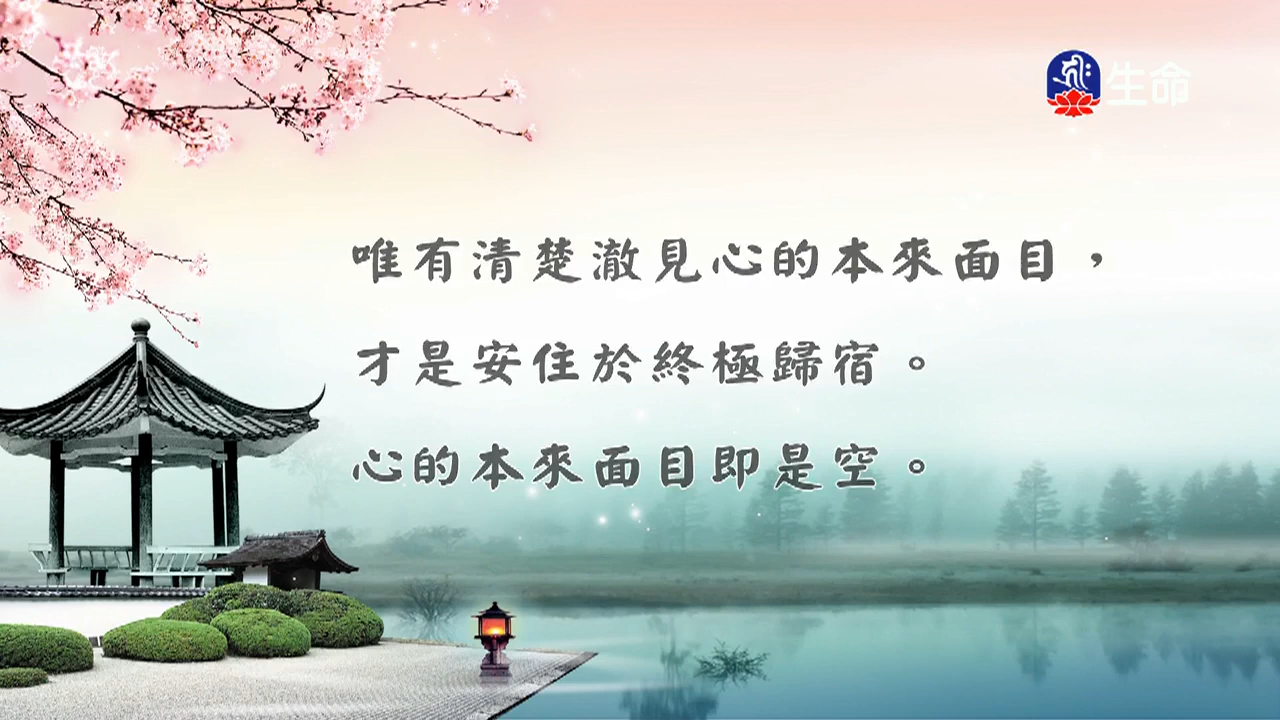 生命
唯有清楚澈見心的本來面目，
才是安住於終極歸宿。
心的本來面目即是空。